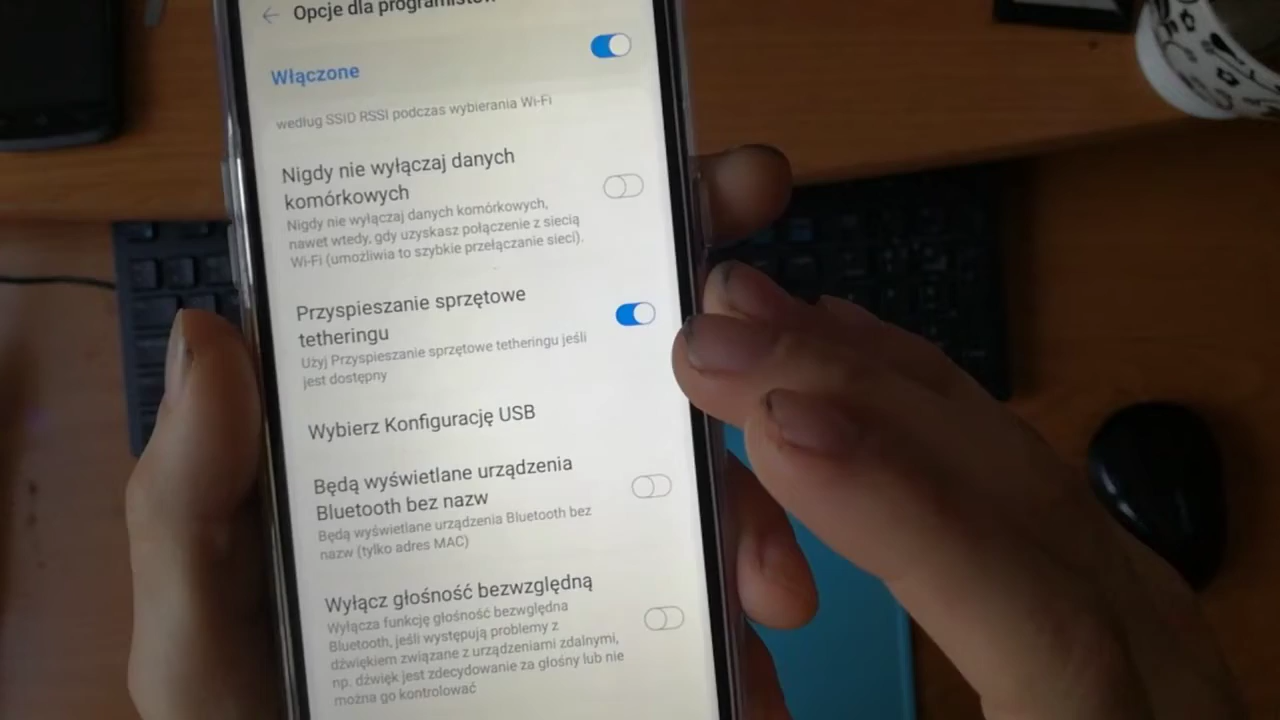 Opcje dla programistów
Włączone
według SSID RSSI podczas wybierania Wi-Fi
Nigdy nie wyłączaj danych
komórkowych
Nigdy nie wyłączaj danych komórkowych,
nawet wtedy, gdy uzyskasz połączenie z siecią
Wi-Fi (umożliwia to szybkie przełączanie sieci).
Przyspieszanie sprzętowe
tetheringu
Użyj Przyspieszanie sprzętowe tetheringu jeśli
jest dostępny
Wybierz Konfigurację USB
Będą wyświetlane urządzenia
Bluetooth bez nazw
Będą wyświetlane urządzenia Bluetooth bez
nazw (tylko adres MAC)
Wyłącz głośność bezwzględną
Wyłącza funkcję głośność bezwględna
Bluetooth, jeśli występują problemy z
dźwiękiem związane z urządzeniami zdalnymi,
np. dźwięk jest zdecydowanie za głośny lub nie
można go kontrolować